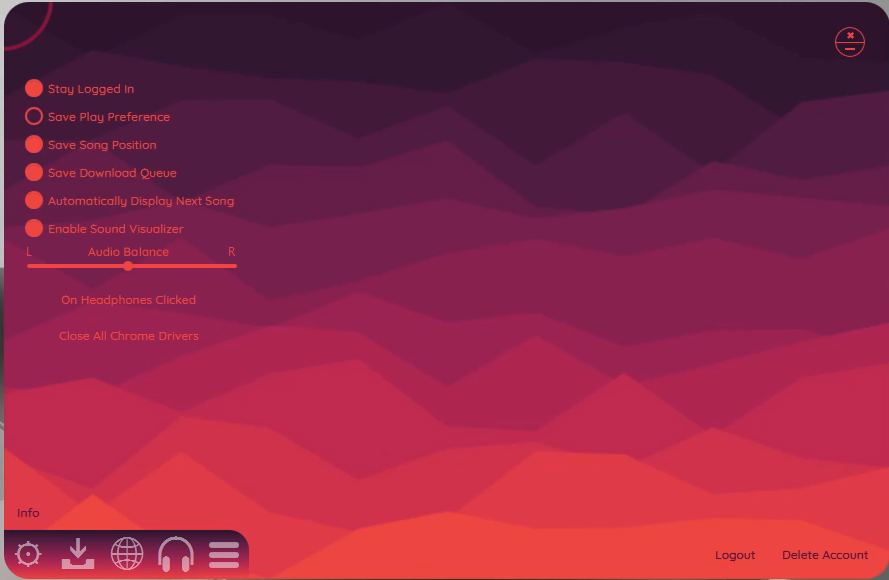 Stay Logged In
Save Play Preference
Save Song Position
Save Download Queue
Automatically Display Next Song
Enable Sound Visualizer
L Audio Balance R
On Headphones Clicked
Close All Chrome Drivers
Info
Logout Delete Account